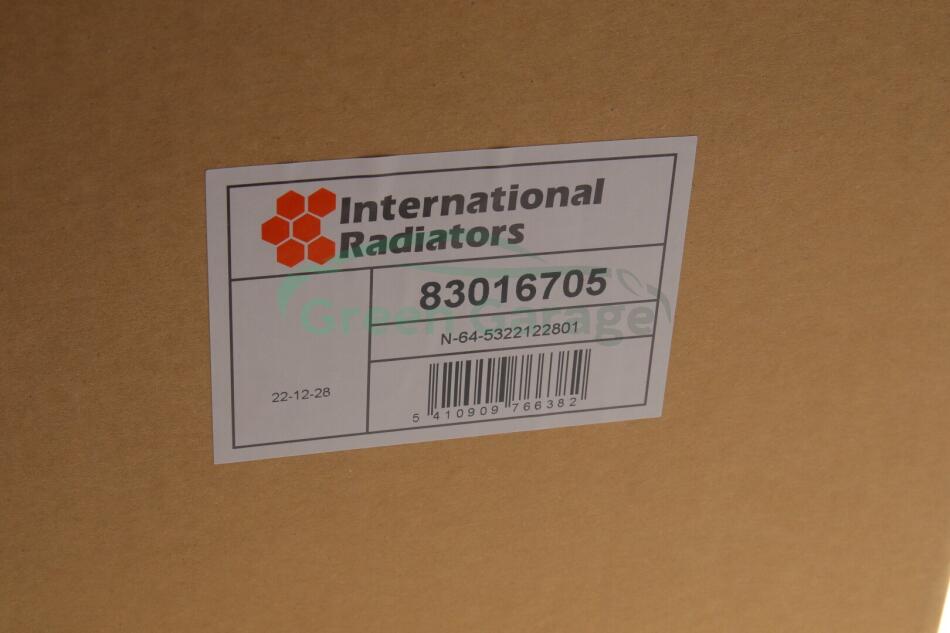 International
Radiators
83016705
Green Garage
N-64-5322122801
22-12-28
5 410909 766382